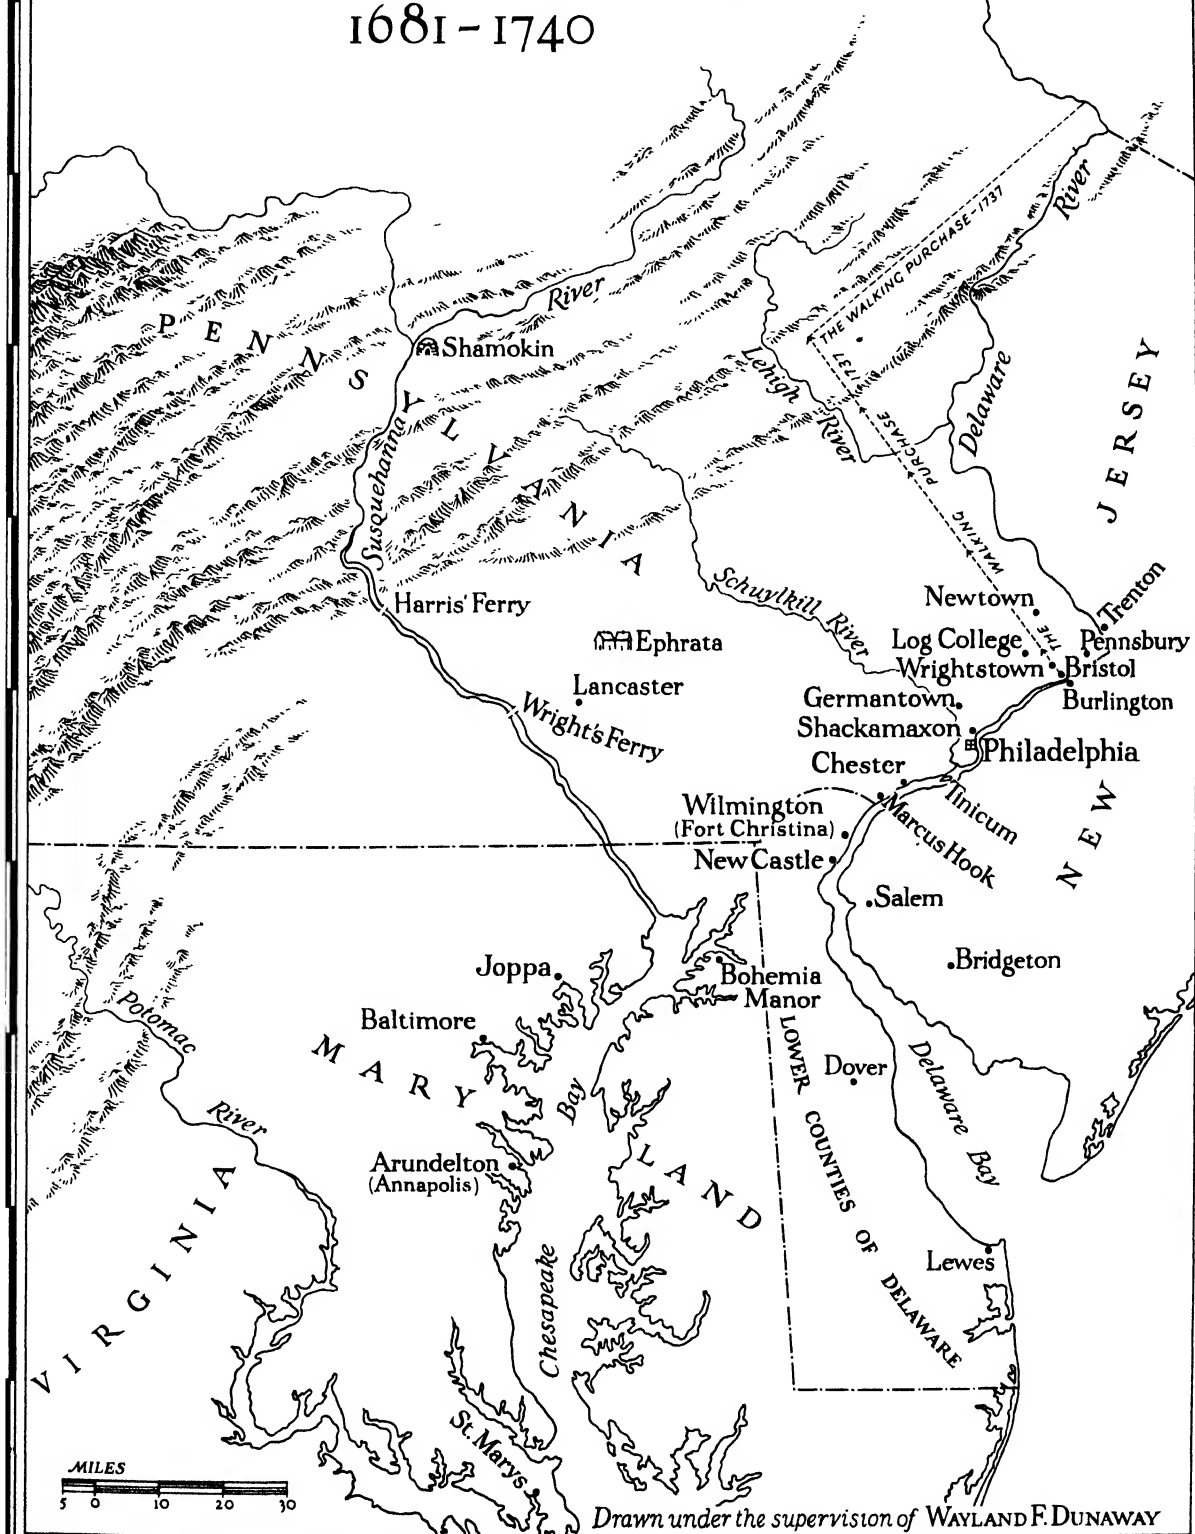 1681-1740
River
THE WALKING PURCHASE-1737
River
PENNSYLVANIA
Shamokin
Lehigh
River
THE WALKING PURCHASE 1737
Delaware
NEW JERSEY
Susquehanna
Harris' Ferry
Schuylkill
River
Newtown
Trenton
Ephrata
Log College
Pennsbury
Wrightstown
Bristol
Lancaster
Germantown
Burlington
Wright's Ferry
Shackamaxon
Philadelphia
Chester
Tinicum
Wilmington
(Fort Christina)
Marcus Hook
New Castle
Salem
Joppa
Bohemia
Manor
Bridgeton
Potomac
River
Baltimore
MARYLAND
LOWER COUNTIES OF DELAWARE
Dover
Delaware Bay
Chesapeake Bay
Arundelton
(Annapolis)
VIRGINIA
Lewes
St. Marys
MILES
5 0 10 20 30
Drawn under the supervision of WAYLAND F. DUNAWAY